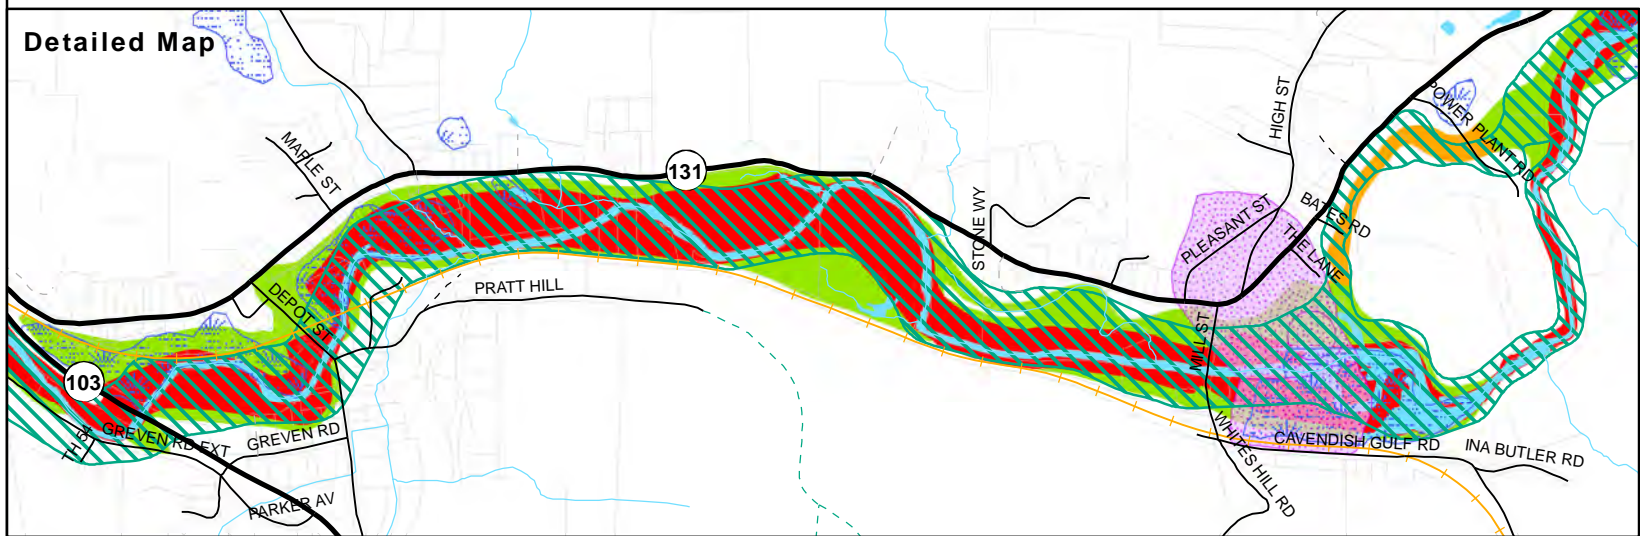 Detailed Map
MAPLE ST
131
HIGH ST
POWER PLANT RD
STONE WY
PLEASANT ST
BATES RD
THE LANE
PRATT HILL
DEPOT ST
MILL ST
103
TH 64
GREVEN RD EXT
GREVEN RD
PARKER AV
WHITES HILL RD
CAVENDISH GULF RD
INA BUTLER RD